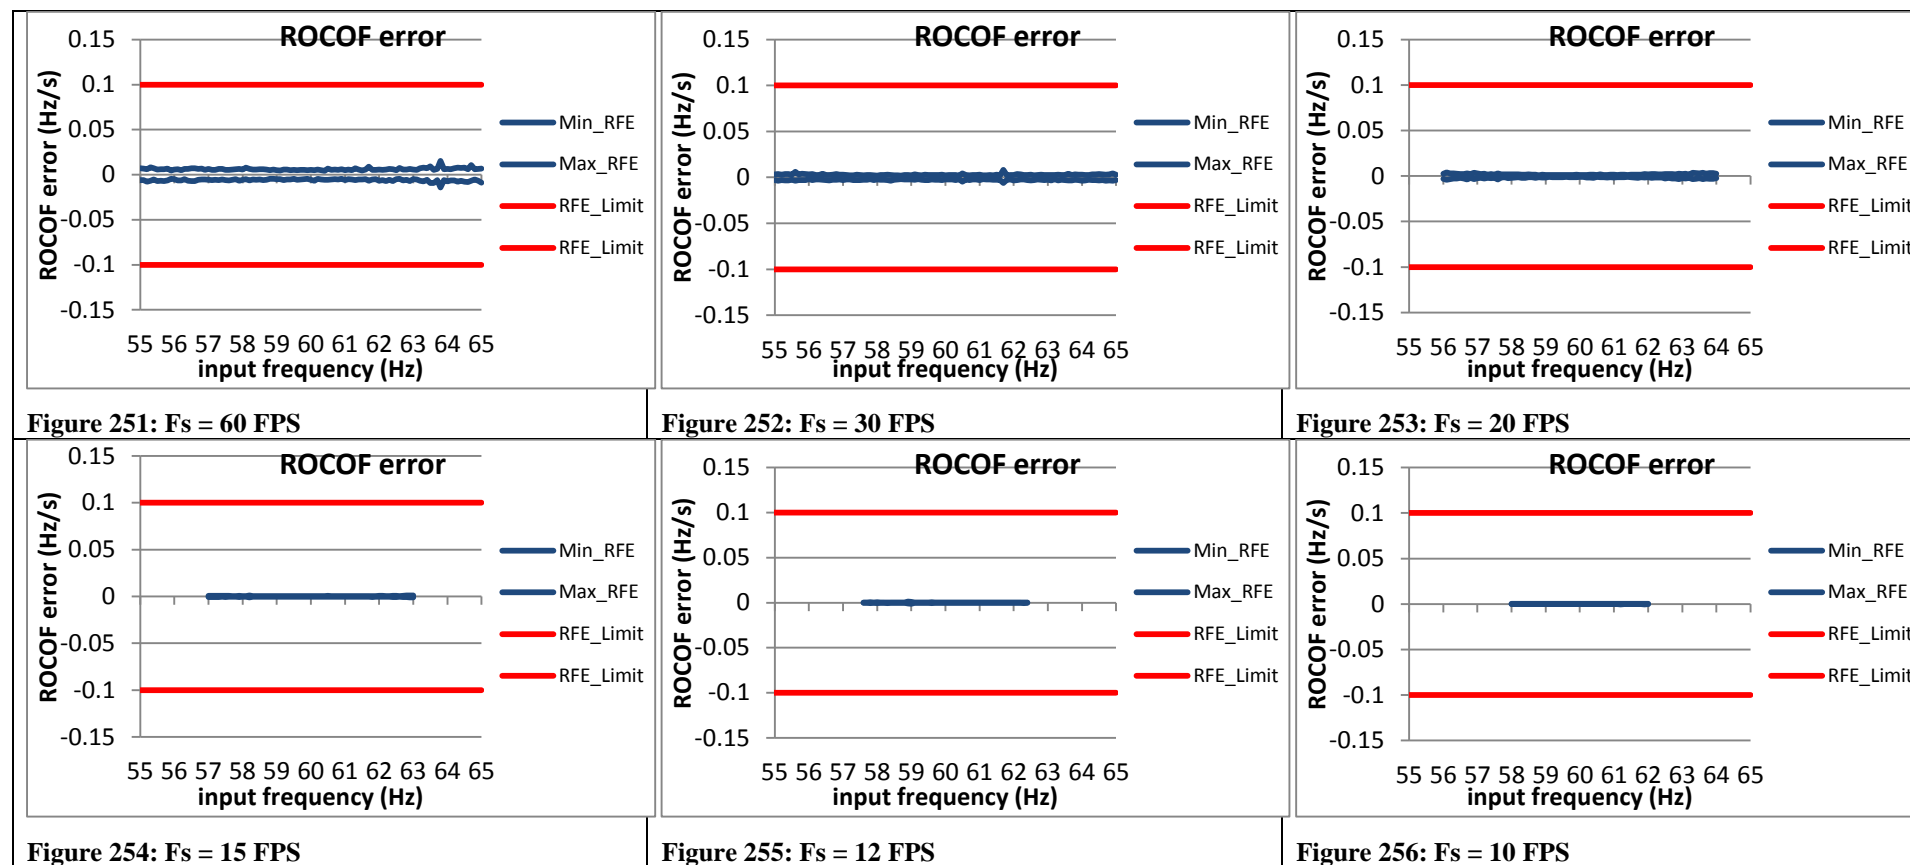 ROCOF error
0.15
0.1
0.05
0
-0.05
-0.1
-0.15
ROCOF error (Hz/s)
Min_RFE
Max_RFE
RFE_Limit
RFE_Limit
55 56 57 58 59 60 61 62 63 64 65
input frequency (Hz)
Figure 251: Fs = 60 FPS
ROCOF error
0.15
0.1
0.05
0
-0.05
-0.1
-0.15
ROCOF error (Hz/s)
Min_RFE
Max_RFE
RFE_Limit
RFE_Limit
55 56 57 58 59 60 61 62 63 64 65
input frequency (Hz)
Figure 252: Fs = 30 FPS
ROCOF error
0.15
0.1
0.05
0
-0.05
-0.1
-0.15
ROCOF error (Hz/s)
Min_RFE
Max_RFE
RFE_Limit
RFE_Limit
55 56 57 58 59 60 61 62 63 64 65
input frequency (Hz)
Figure 253: Fs = 20 FPS
ROCOF error
0.15
0.1
0.05
0
-0.05
-0.1
-0.15
ROCOF error (Hz/s)
Min_RFE
Max_RFE
RFE_Limit
RFE_Limit
55 56 57 58 59 60 61 62 63 64 65
input frequency (Hz)
Figure 254: Fs = 15 FPS
ROCOF error
0.15
0.1
0.05
0
-0.05
-0.1
-0.15
ROCOF error (Hz/s)
Min_RFE
Max_RFE
RFE_Limit
RFE_Limit
55 56 57 58 59 60 61 62 63 64 65
input frequency (Hz)
Figure 255: Fs = 12 FPS
ROCOF error
0.15
0.1
0.05
0
-0.05
-0.1
-0.15
ROCOF error (Hz/s)
Min_RFE
Max_RFE
RFE_Limit
RFE_Limit
55 56 57 58 59 60 61 62 63 64 65
input frequency (Hz)
Figure 256: Fs = 10 FPS